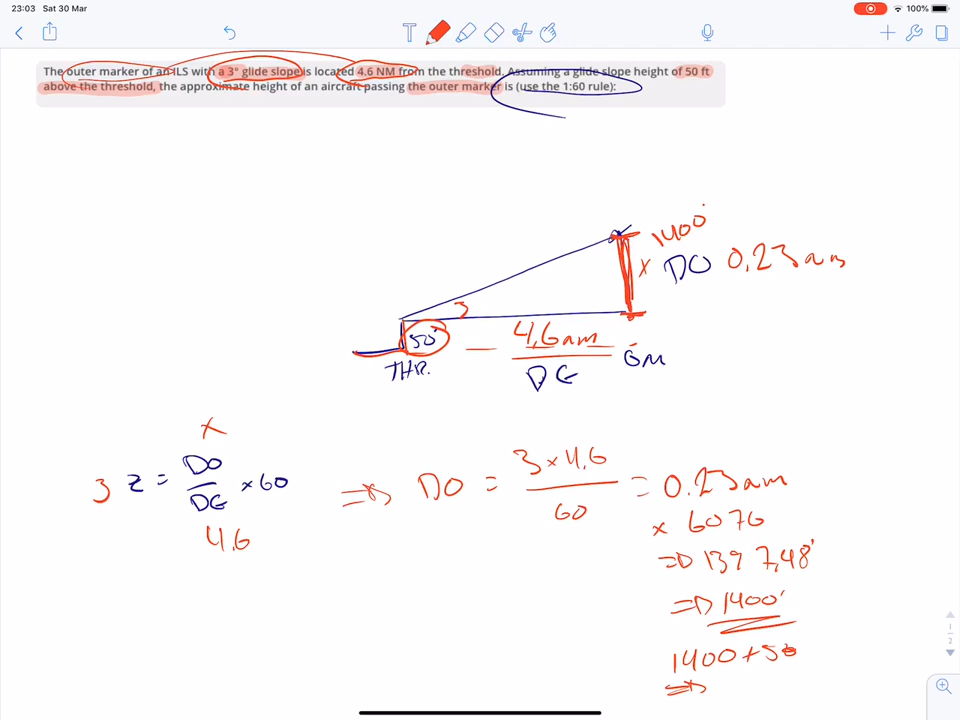 23:03 Sat 30 Mar
100%
The outer marker of an ILS with a 3° glide slope is located 4.6 NM from the threshold. Assuming a glide slope height of 50 ft
above the threshold, the approximate height of an aircraft passing the outer marker is (use the 1:60 rule):
1400'
x DO 0,23 nm
3
50'
4,6 nm
DG
OM
THR.
x
3 z = DO/DG × 60
4,6
=> DO = 3 × 4,6 / 60 = 0.23 nm
× 6076
=> 1397,48'
=> 1400'
1400 + 50
=>
1
2